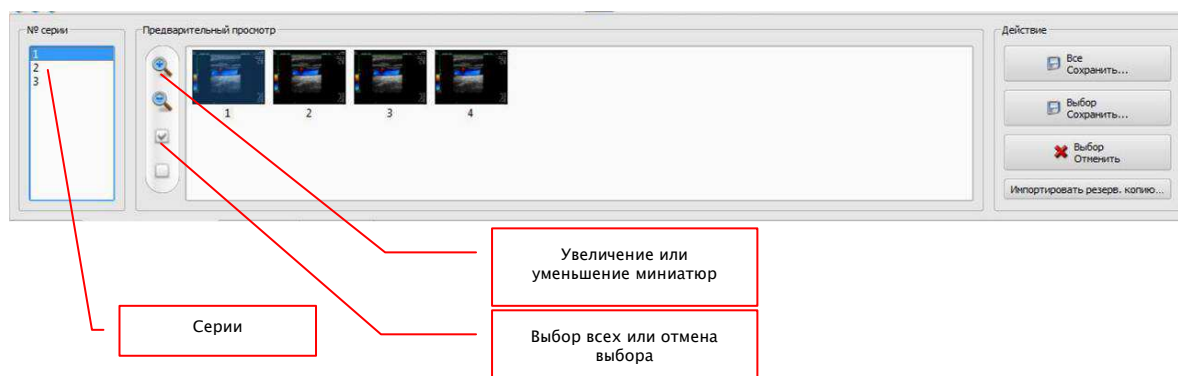 № серии
1
2
3
Предварительный просмотр
1
2
3
4
Действие
Все
Сохранить...
Выбор
Сохранить...
Выбор
Отменить
Импортировать резерв. копию...
Увеличение или
уменьшение миниатюр
Серии
Выбор всех или отмена
выбора